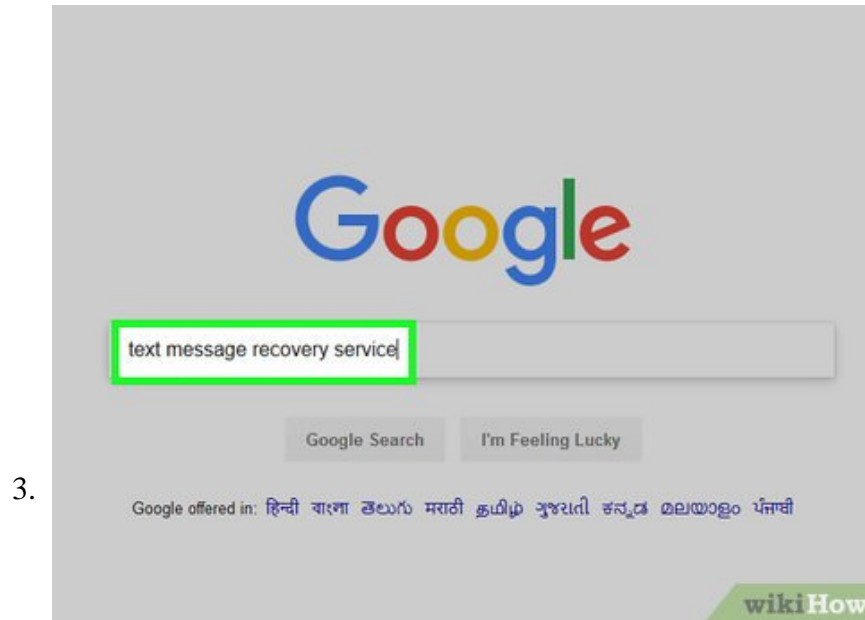 Google
text message recovery service
Google Search I'm Feeling Lucky
3.
Google offered in: हिन्दी বাংলা తెలుగు मराठी தமிழ் ગુજરાતી ಕನ್ನಡ മലയാളം ਪੰਜਾਬੀ
wikiHow